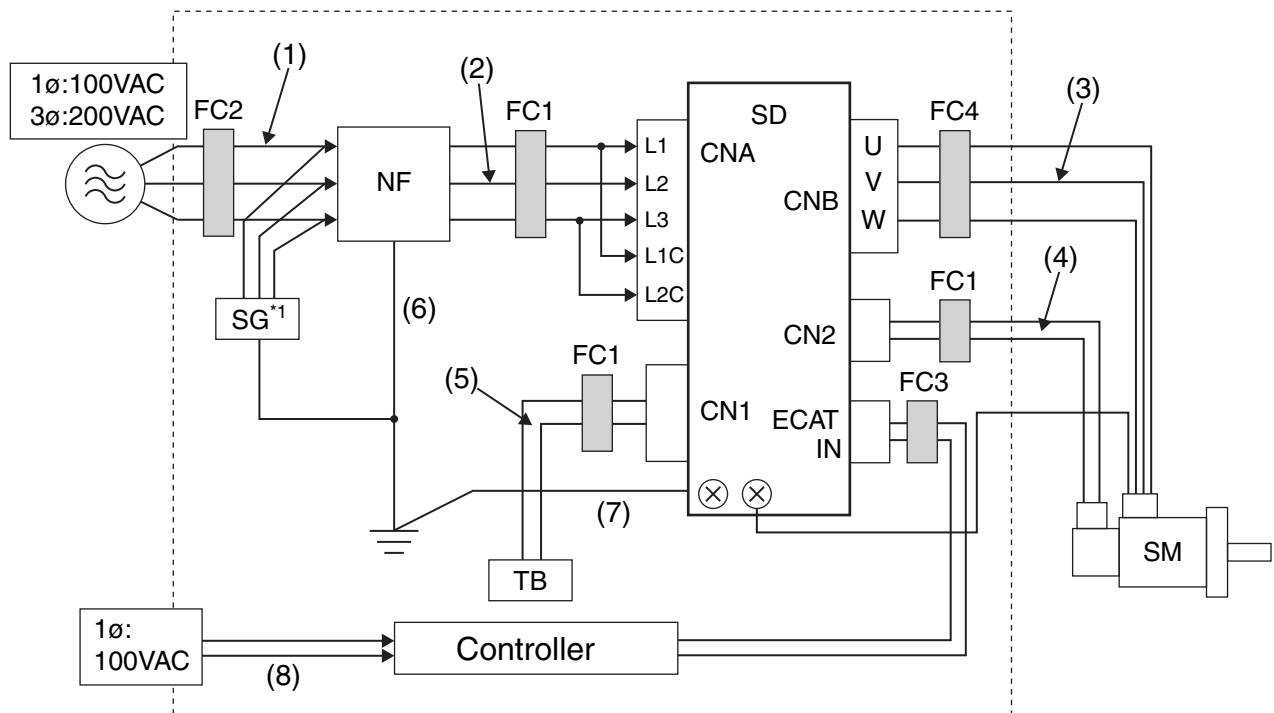 (1)
(2)
(3)
1ø:100VAC
3ø:200VAC
FC2
FC1
SD
FC4
L1
L2
L3
L1C
L2C
CNA
CNB
U
V
W
NF
SG*1
(6)
(4)
FC1
CN2
FC1
FC3
(5)
CN1
ECAT
IN
(7)
TB
SM
1ø:
100VAC
(8)
Controller